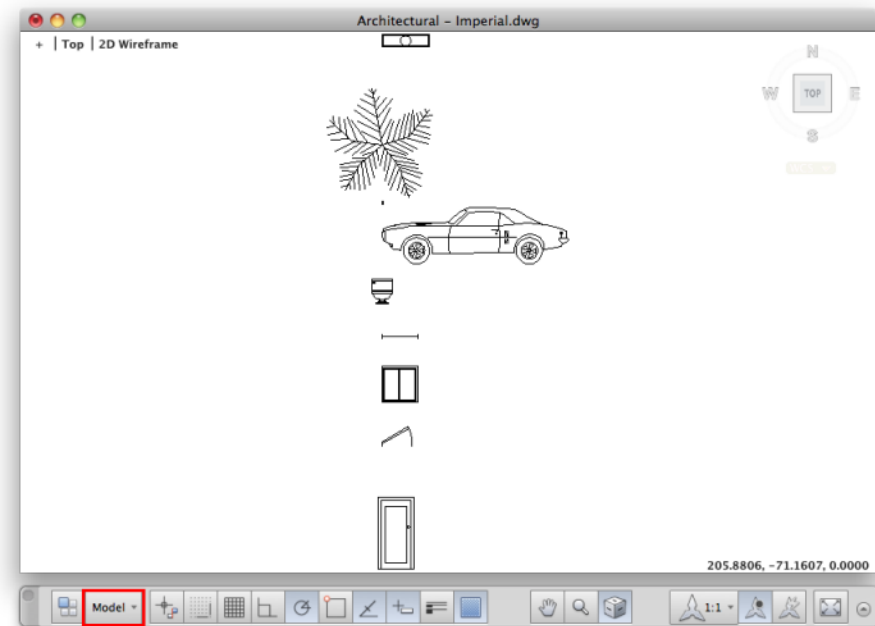 Architectural – Imperial.dwg
+ | Top | 2D Wireframe
N
W TOP E
S
205.8806, -71.1607, 0.0000
Model
1:1